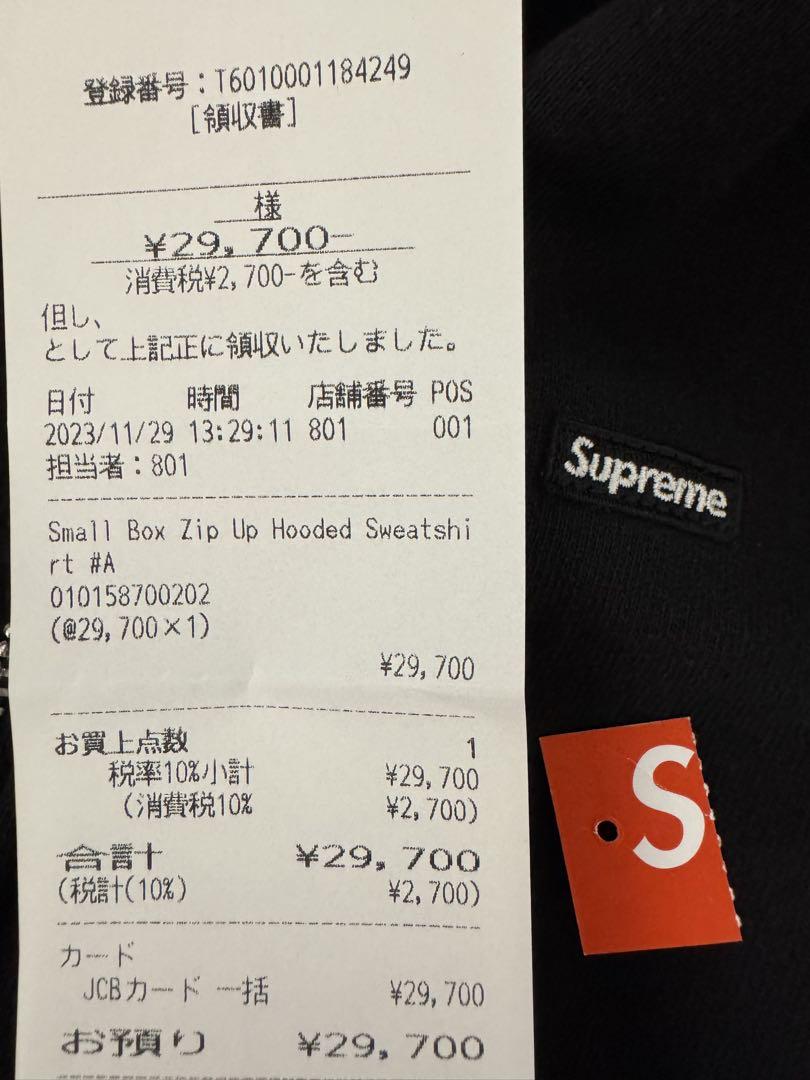 登録番号：T6010001184249
[領収書]
様
¥29,700-
消費税¥2,700-を含む
但し、
として上記正に領収いたしました。
日付 時間 店舗番号 POS
2023/11/29 13:29:11 801 001
担当者：801
Small Box Zip Up Hooded Sweatshi
rt #A
010158700202
(@29,700×1)
¥29,700
お買上点数 1
税率10%小計 ¥29,700
(消費税10% ¥2,700)
合計 ¥29,700
(税計(10%) ¥2,700)
カード
JCBカード 一括 ¥29,700
お預り ¥29,700
Supreme
S